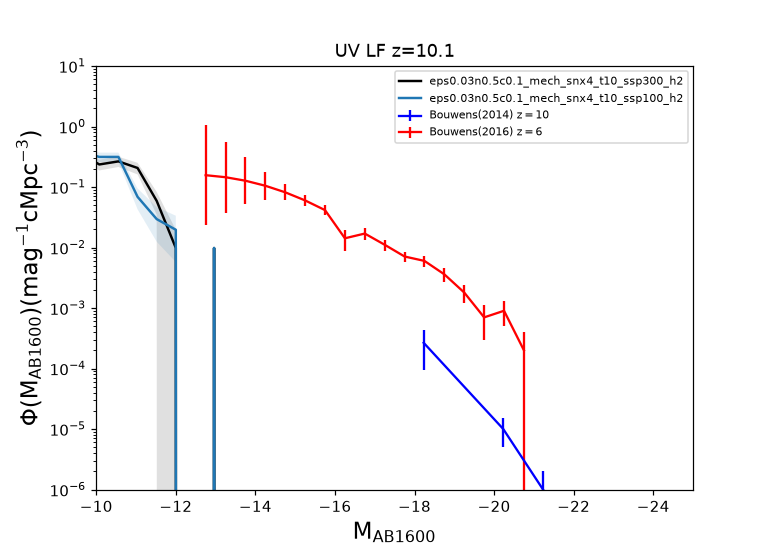 UV LF z=10.1
eps0.03n0.5c0.1_mech_snx4_t10_ssp300_h2
eps0.03n0.5c0.1_mech_snx4_t10_ssp100_h2
Bouwens(2014) z = 10
Bouwens(2016) z = 6
Φ(M_AB1600)(mag⁻¹cMpc⁻³)
10¹
10⁰
10⁻¹
10⁻²
10⁻³
10⁻⁴
10⁻⁵
10⁻⁶
−10 −12 −14 −16 −18 −20 −22 −24
M_AB1600